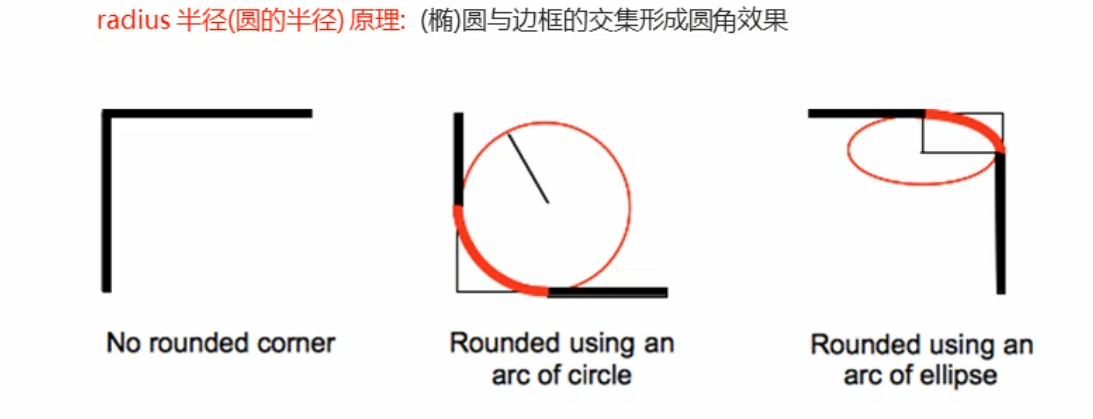 radius 半径(圆的半径) 原理: (椭)圆与边框的交集形成圆角效果
No rounded corner
Rounded using an
arc of circle
Rounded using an
arc of ellipse